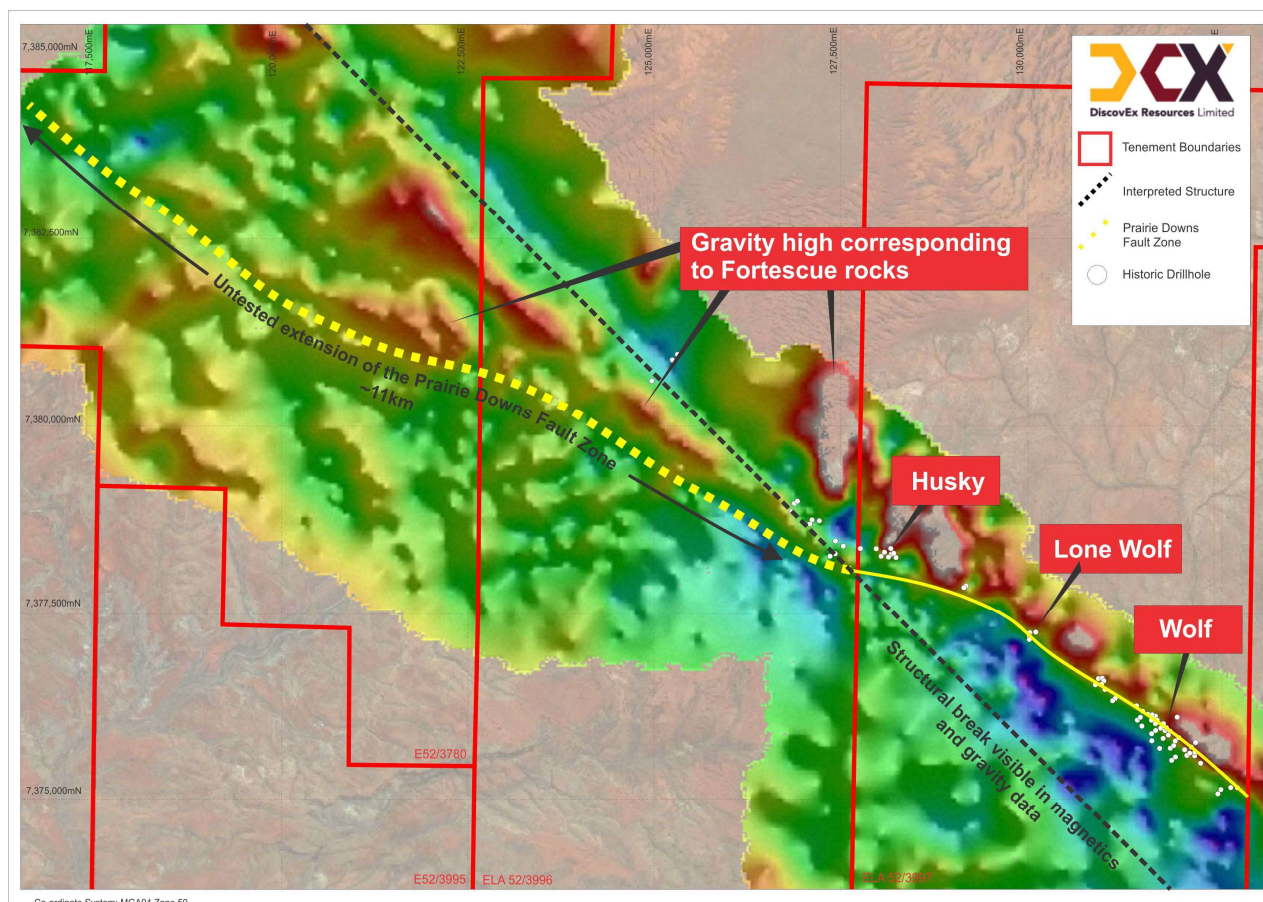 7,385,000mN
120,000mE
122,500mE
125,000mE
127,500mE
130,000mE
DCX
DiscovEx Resources Limited
Tenement Boundaries
Interpreted Structure
Prairie Downs
Fault Zone
Historic Drillhole
7,382,500mN
Gravity high corresponding
to Fortescue rocks
Untested extension of the Prairie Downs Fault Zone
~11km
7,380,000mN
Husky
Lone Wolf
7,377,500mN
Wolf
Structural break visible in magnetics
and gravity data
E52/3780
7,375,000mN
E52/3995
ELA 52/3996